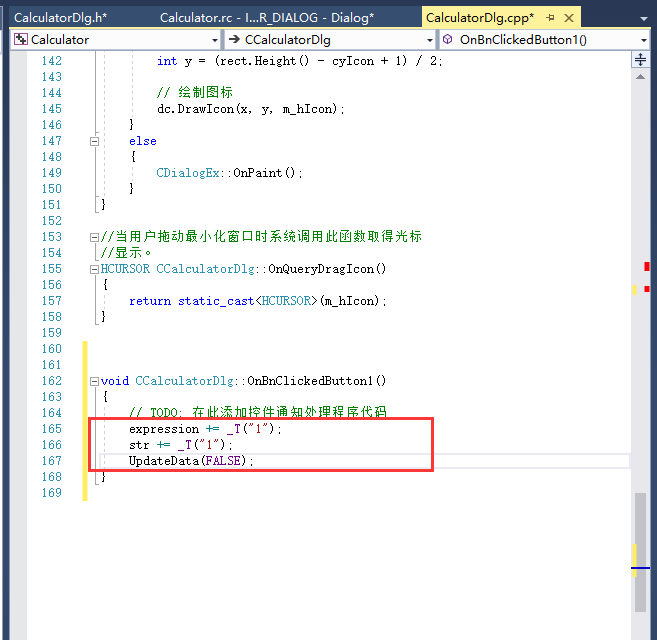 CalculatorDlg.h*
Calculator.rc - I...R_DIALOG - Dialog*
CalculatorDlg.cpp*
Calculator
CCalculatorDlg
OnBnClickedButton1()
142 int y = (rect.Height() - cyIcon + 1) / 2;
143
144 // 绘制图标
145 dc.DrawIcon(x, y, m_hIcon);
146 }
147 else
148 {
149 CDialogEx::OnPaint();
150 }
151 }
152
153 //当用户拖动最小化窗口时系统调用此函数取得光标
154 //显示。
155 HCURSOR CCalculatorDlg::OnQueryDragIcon()
156 {
157 return static_cast<HCURSOR>(m_hIcon);
158 }
159
160
161
162 void CCalculatorDlg::OnBnClickedButton1()
163 {
164 // TODO: 在此添加控件通知处理程序代码
165 expression += _T("1");
166 str += _T("1");
167 UpdateData(FALSE);
168 }
169